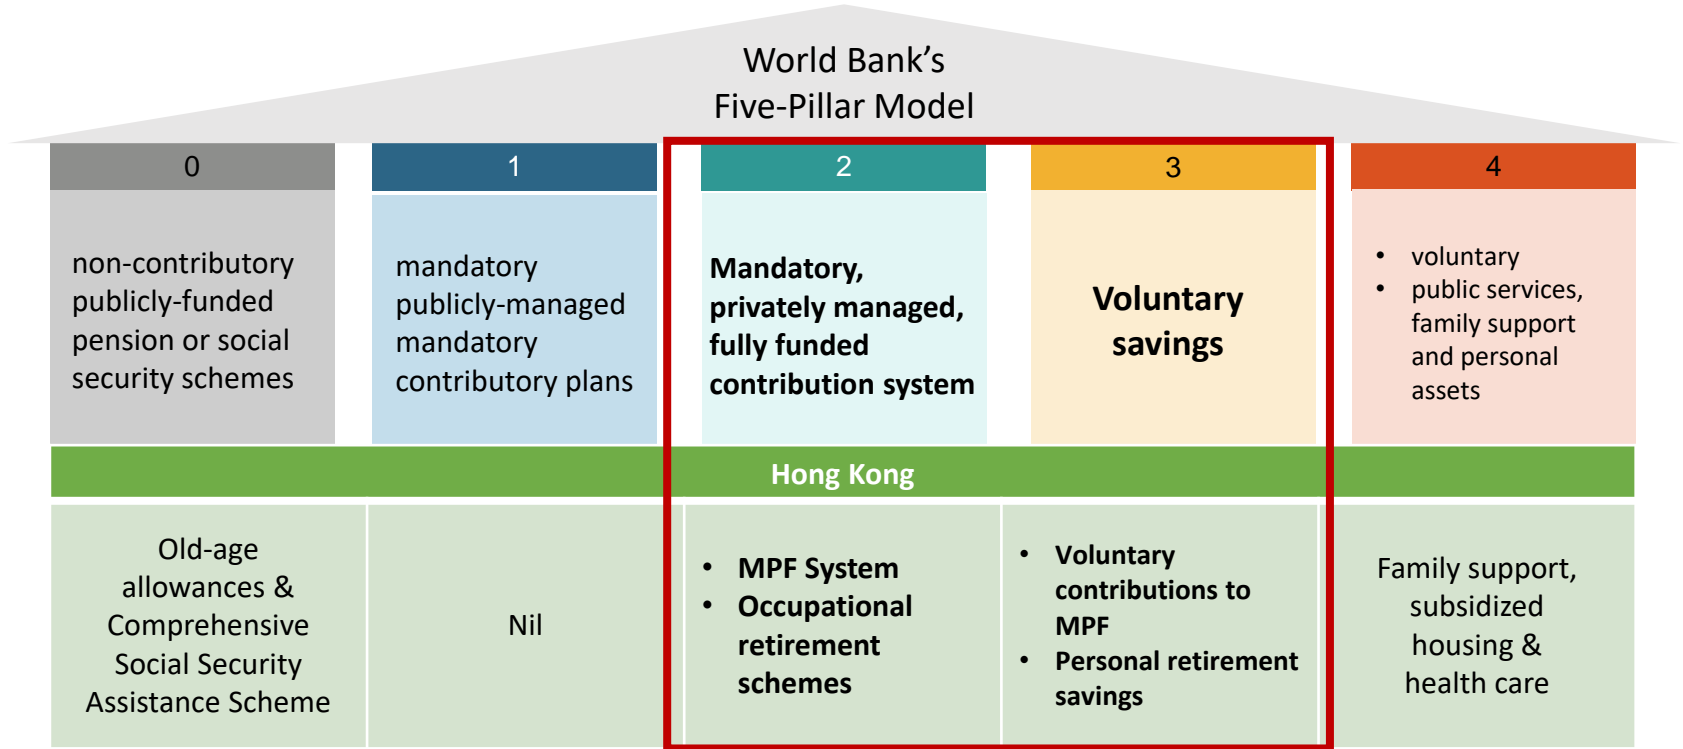 World Bank's
Five-Pillar Model
0
1
2
3
4
non-contributory
publicly-funded
pension or social
security schemes
mandatory
publicly-managed
mandatory
contributory plans
Mandatory,
privately managed,
fully funded
contribution system
Voluntary
savings
• voluntary
• public services,
family support
and personal
assets
Hong Kong
Old-age
allowances &
Comprehensive
Social Security
Assistance Scheme
Nil
• MPF System
• Occupational
retirement
schemes
• Voluntary
contributions to
MPF
• Personal retirement
savings
Family support,
subsidized
housing &
health care